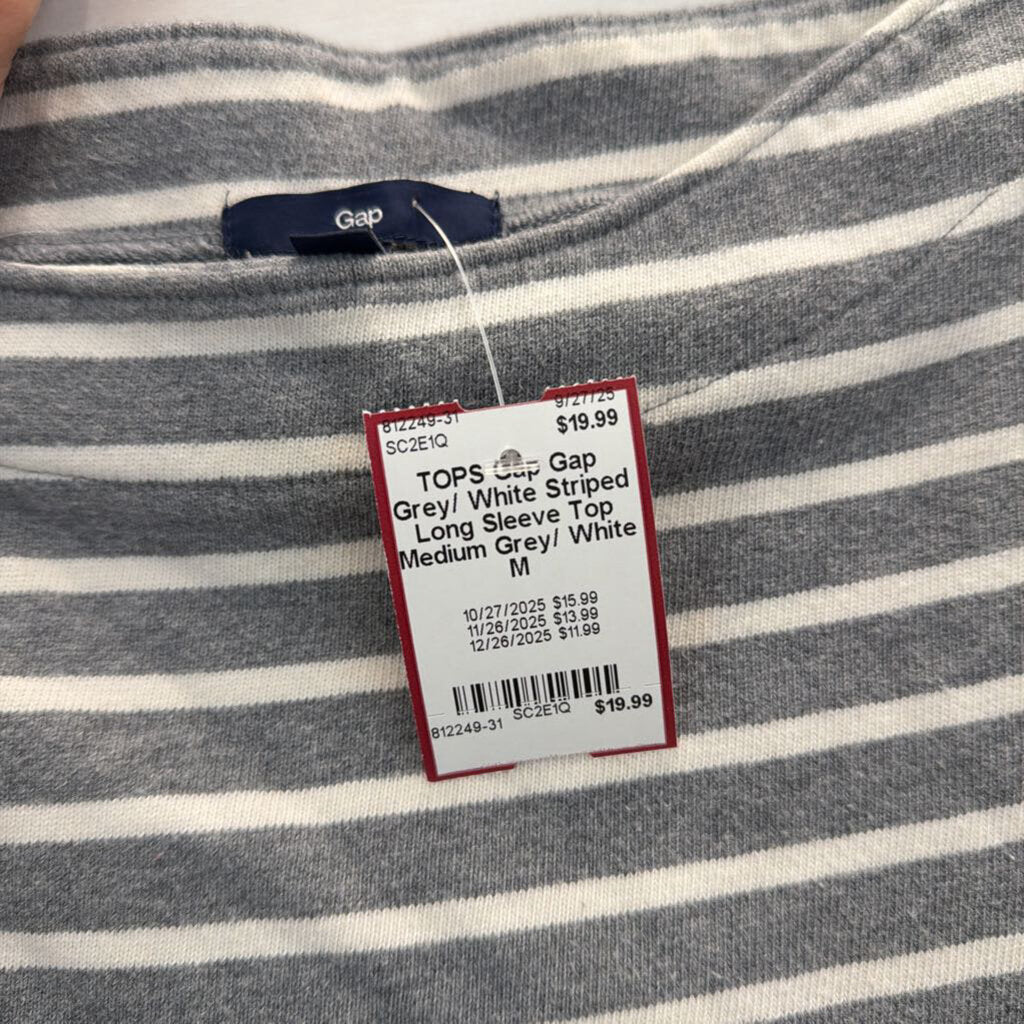 Gap
812249-31 9/27/25
SC2E1Q $19.99
TOPS Gap Gap
Grey/ White Striped
Long Sleeve Top
Medium Grey/ White
M
10/27/2025 $15.99
11/26/2025 $13.99
12/26/2025 $11.99
812249-31 SC2E1Q $19.99